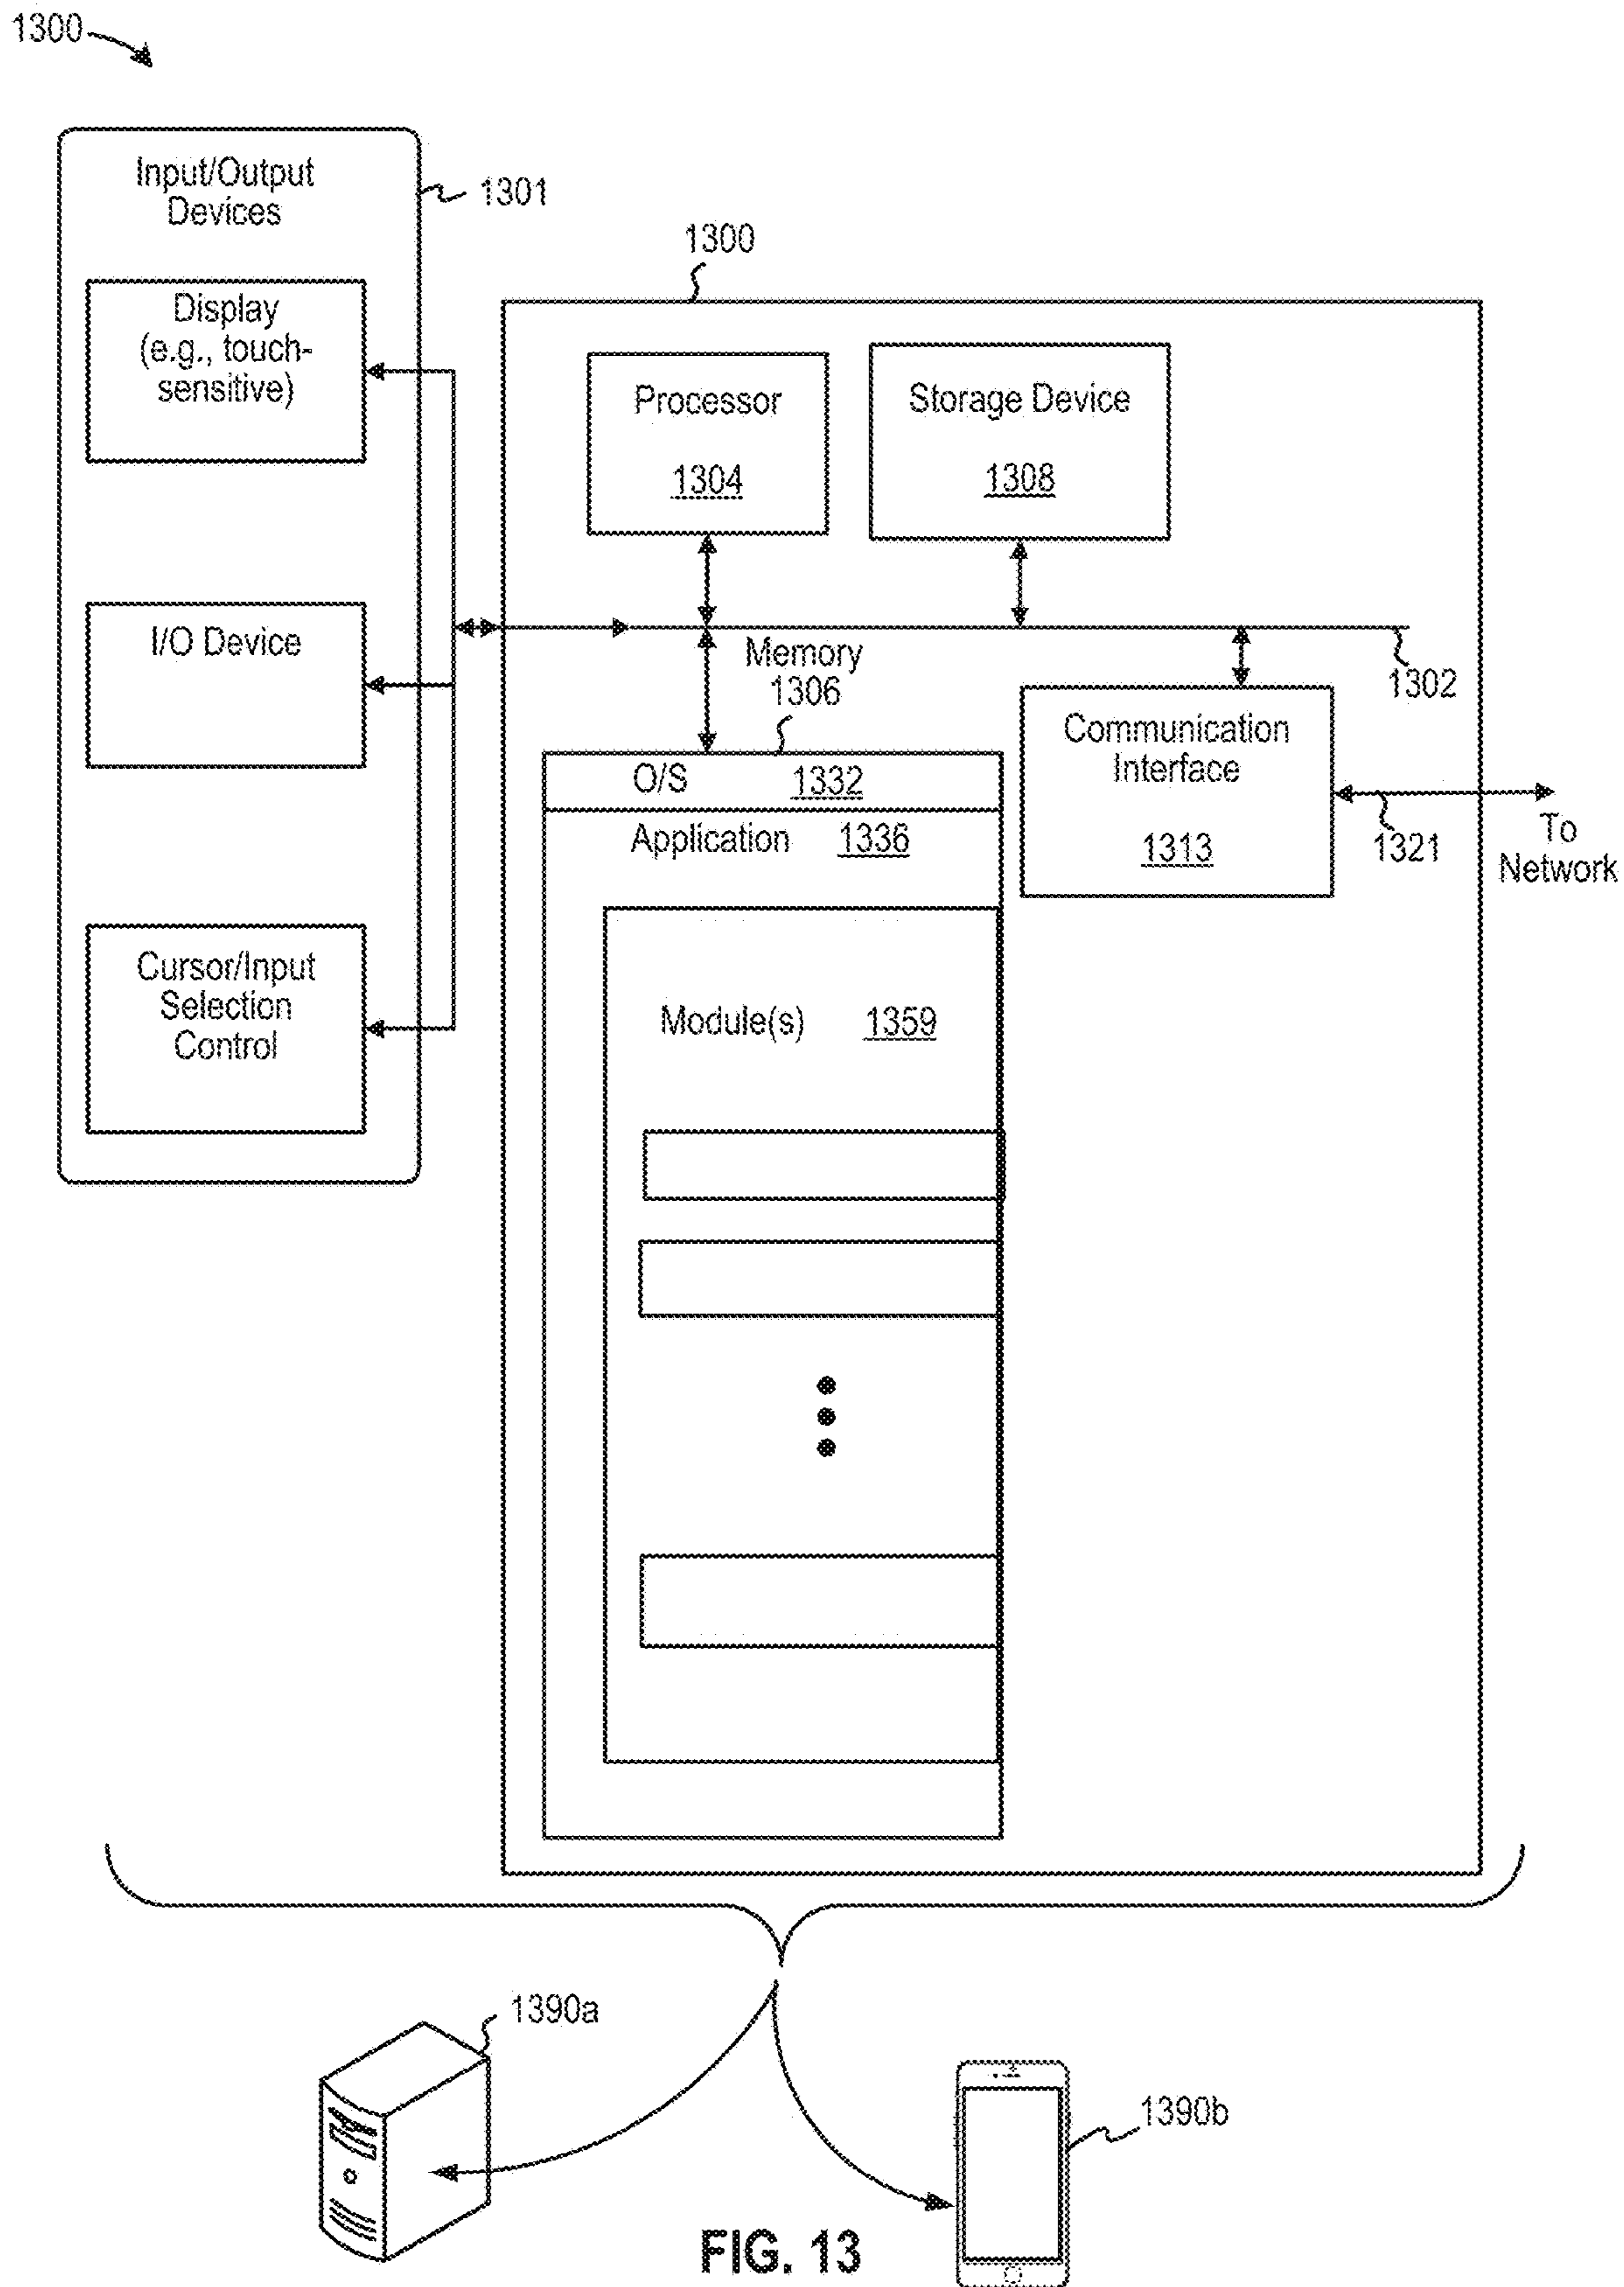 1300
Input/Output
Devices
1301
Display
(e.g., touch-
sensitive)
I/O Device
Cursor/Input
Selection
Control
1300
Processor
1304
Storage Device
1308
Memory
1306
1302
O/S 1332
Application 1336
Module(s) 1359
Communication
Interface
1313
1321
To
Network
1390a
1390b
FIG. 13